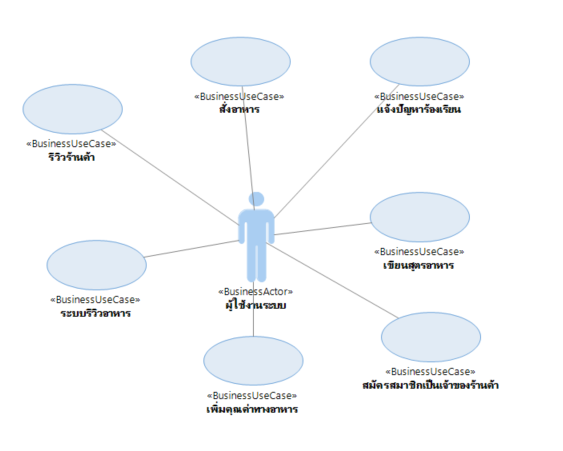 «BusinessUseCase»
สั่งอาหาร
«BusinessUseCase»
แจ้งปัญหาร้องเรียน
«BusinessUseCase»
รีวิวร้านค้า
«BusinessUseCase»
เขียนสูตรอาหาร
«BusinessActor»
ผู้ใช้งานระบบ
«BusinessUseCase»
ระบบรีวิวอาหาร
«BusinessUseCase»
สมัครสมาชิกเป็นเจ้าของร้านค้า
«BusinessUseCase»
เพิ่มคุณค่าทางอาหาร